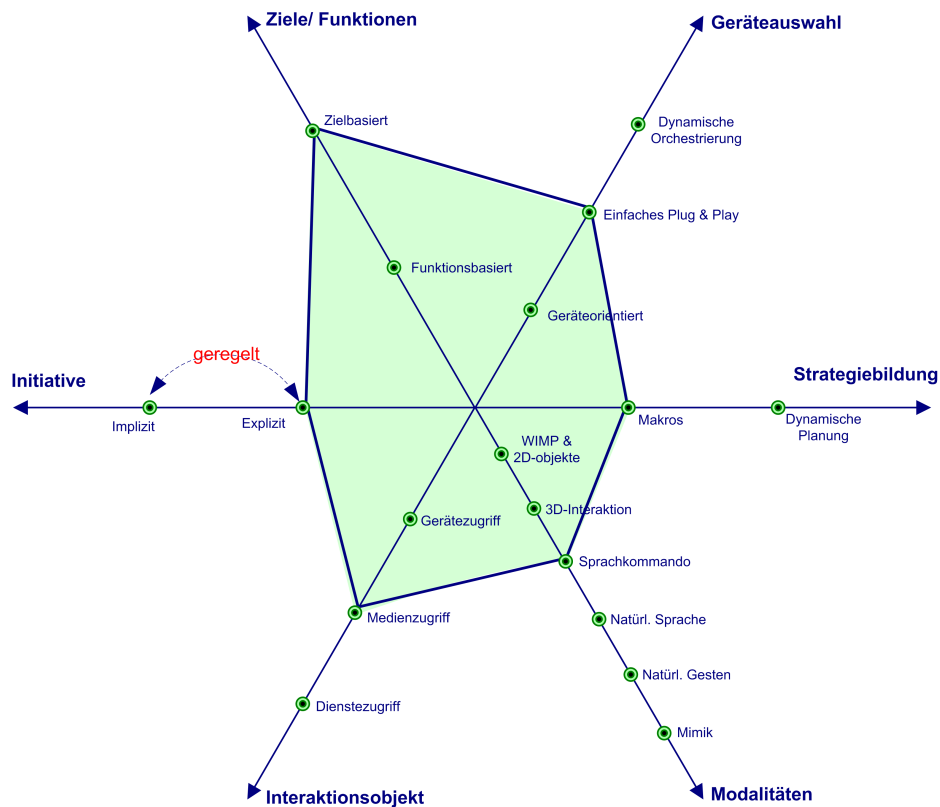 Ziele/ Funktionen
Geräteauswahl
Zielbasiert
Dynamische
Orchestrierung
Einfaches Plug & Play
Funktionsbasiert
Geräteorientiert
geregelt
Initiative
Strategiebildung
Implizit
Explizit
Makros
Dynamische
Planung
WIMP &
2D-objekte
3D-Interaktion
Gerätezugriff
Sprachkommando
Medienzugriff
Natürl. Sprache
Natürl. Gesten
Dienstezugriff
Mimik
Interaktionsobjekt
Modalitäten